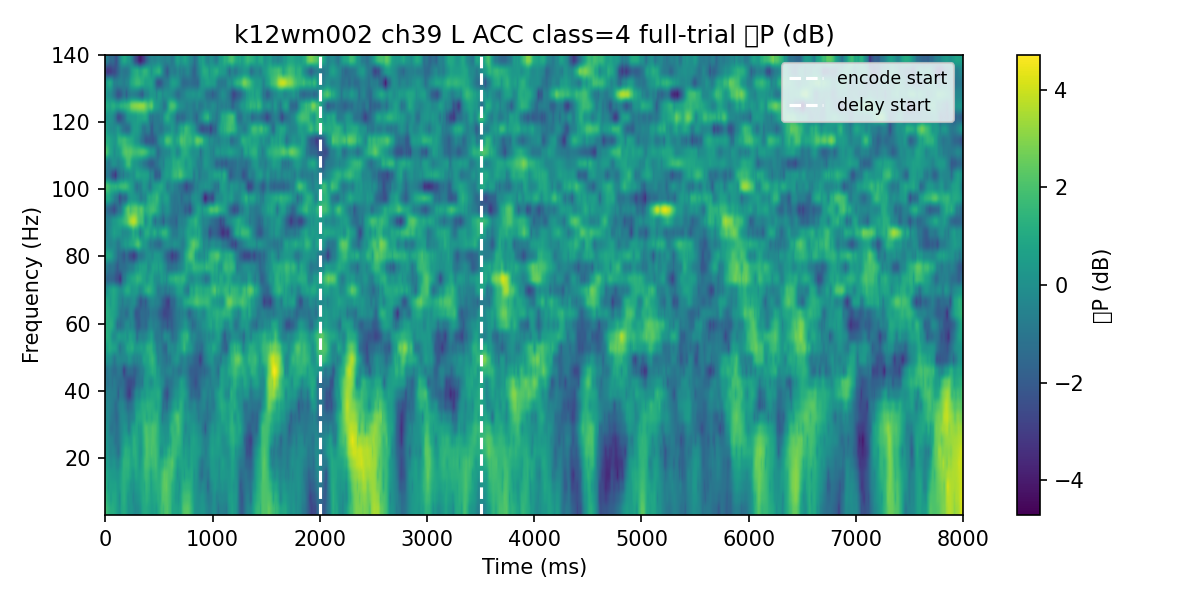 k12wm002 ch39 L ACC class=4 full-trial ▯P (dB)
encode start
delay start
140
120
100
80
60
40
20
Frequency (Hz)
0 1000 2000 3000 4000 5000 6000 7000 8000
Time (ms)
4
2
0
−2
−4
▯P (dB)